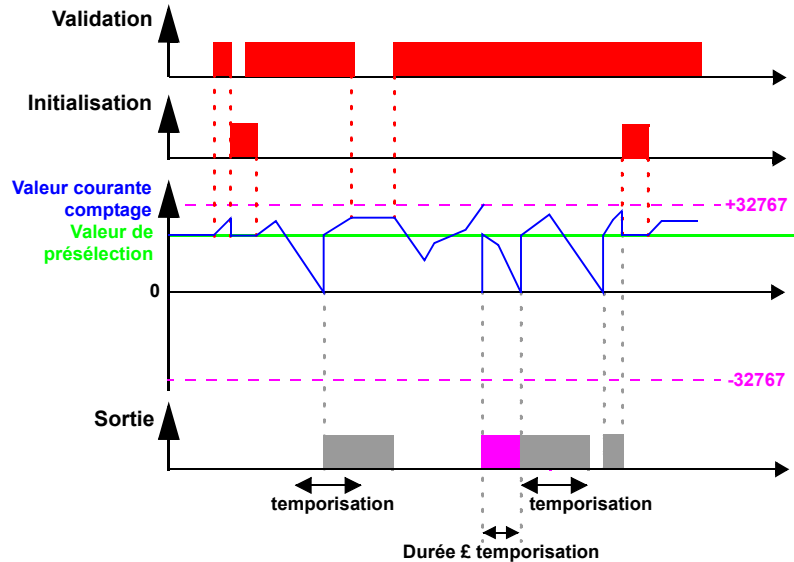 Validation
Initialisation
Valeur courante
comptage
+32767
Valeur de
présélection
0
-32767
Sortie
temporisation
temporisation
Durée £ temporisation